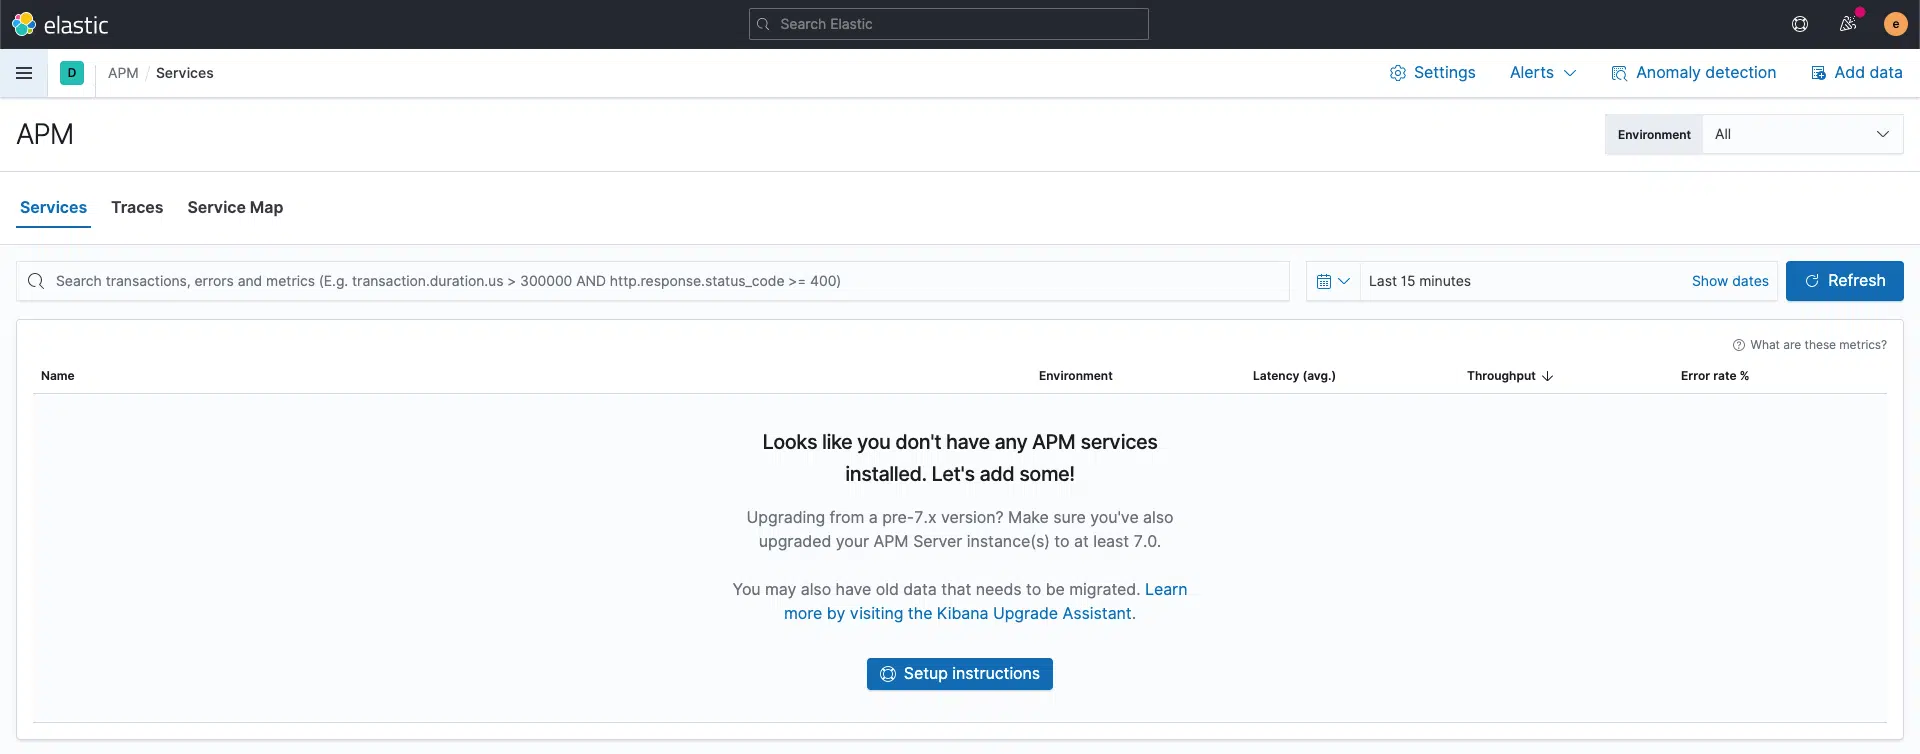 elastic
Search Elastic
e
D
APM / Services
Settings
Alerts
Anomaly detection
Add data
APM
Environment
All
Services
Traces
Service Map
Search transactions, errors and metrics (E.g. transaction.duration.us > 300000 AND http.response.status_code >= 400)
Last 15 minutes
Show dates
Refresh
What are these metrics?
Name
Environment
Latency (avg.)
Throughput
Error rate %
Looks like you don't have any APM services
installed. Let's add some!
Upgrading from a pre-7.x version? Make sure you've also
upgraded your APM Server instance(s) to at least 7.0.
You may also have old data that needs to be migrated. Learn
more by visiting the Kibana Upgrade Assistant.
Setup instructions